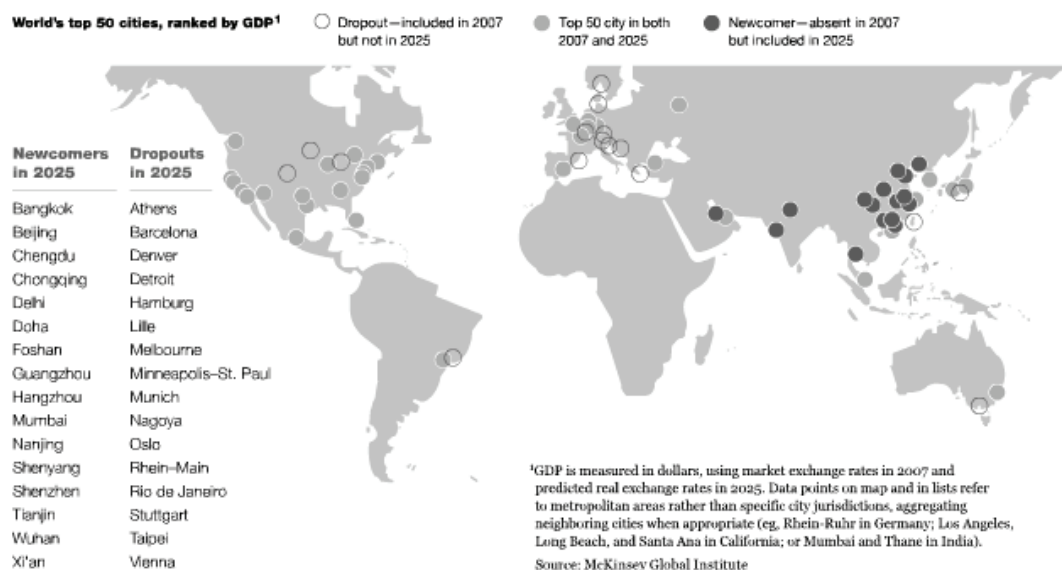 World's top 50 cities, ranked by GDP¹
Dropout—included in 2007
but not in 2025
Top 50 city in both
2007 and 2025
Newcomer—absent in 2007
but included in 2025
Newcomers
in 2025
Bangkok
Beijing
Chengdu
Chongqing
Delhi
Doha
Foshan
Guangzhou
Hangzhou
Mumbai
Nanjing
Shenyang
Shenzhen
Tianjin
Wuhan
Xi'an
Dropouts
in 2025
Athens
Barcelona
Denver
Detroit
Hamburg
Lille
Melbourne
Minneapolis–St. Paul
Munich
Nagoya
Oslo
Rhein–Main
Rio de Janeiro
Stuttgart
Taipei
Vienna
¹GDP is measured in dollars, using market exchange rates in 2007 and
predicted real exchange rates in 2025. Data points on map and in lists refer
to metropolitan areas rather than specific city jurisdictions, aggregating
neighboring cities when appropriate (eg, Rhein-Ruhr in Germany; Los Angeles,
Long Beach, and Santa Ana in California; or Mumbai and Thane in India).
Source: McKinsey Global Institute